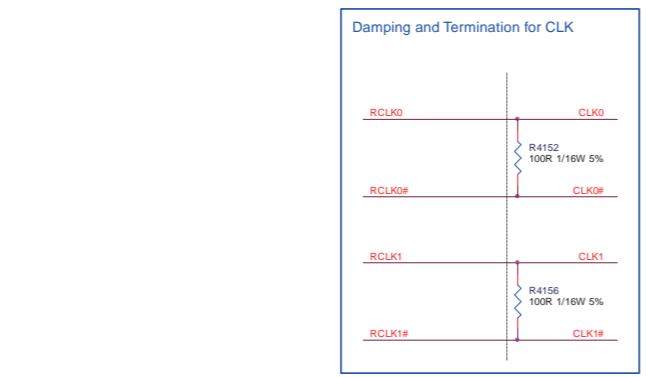 Damping and Termination for CLK
RCLK0 CLK0
R4152
100R 1/16W 5%
RCLK0# CLK0#
RCLK1 CLK1
R4156
100R 1/16W 5%
RCLK1# CLK1#